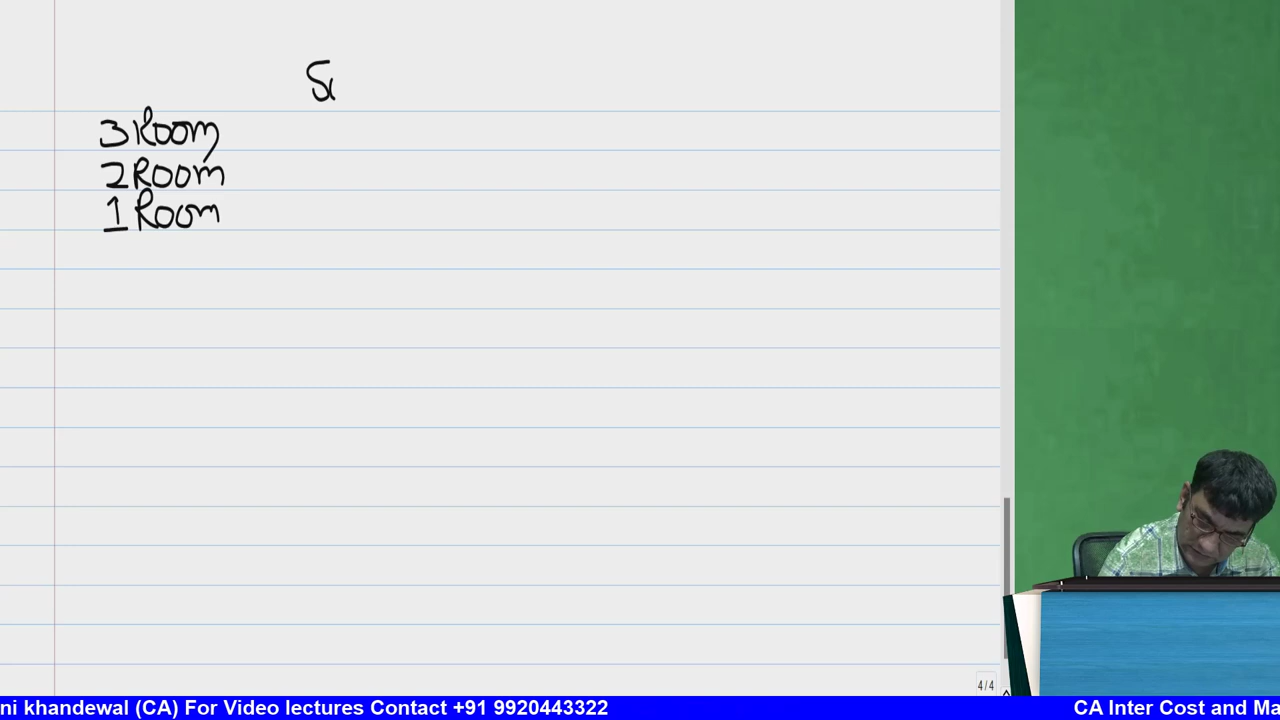 Sq
3 Room
2 Room
1 Room
4/4
ni khandewal (CA) For Video lectures Contact +91 9920443322
CA Inter Cost and Ma